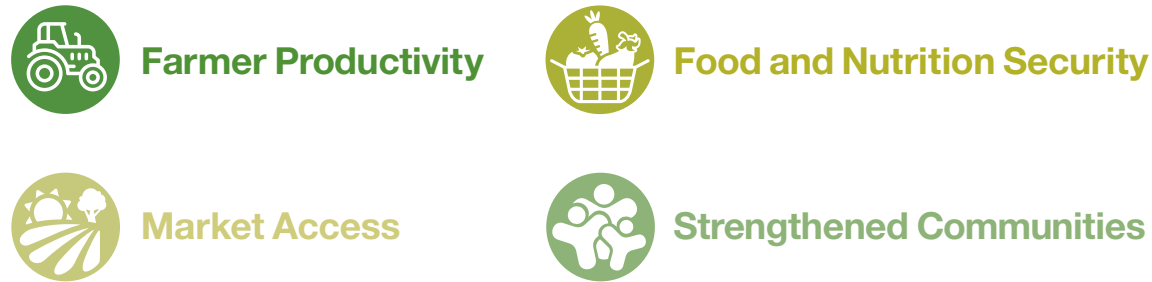 Farmer Productivity
Food and Nutrition Security
Market Access
Strengthened Communities